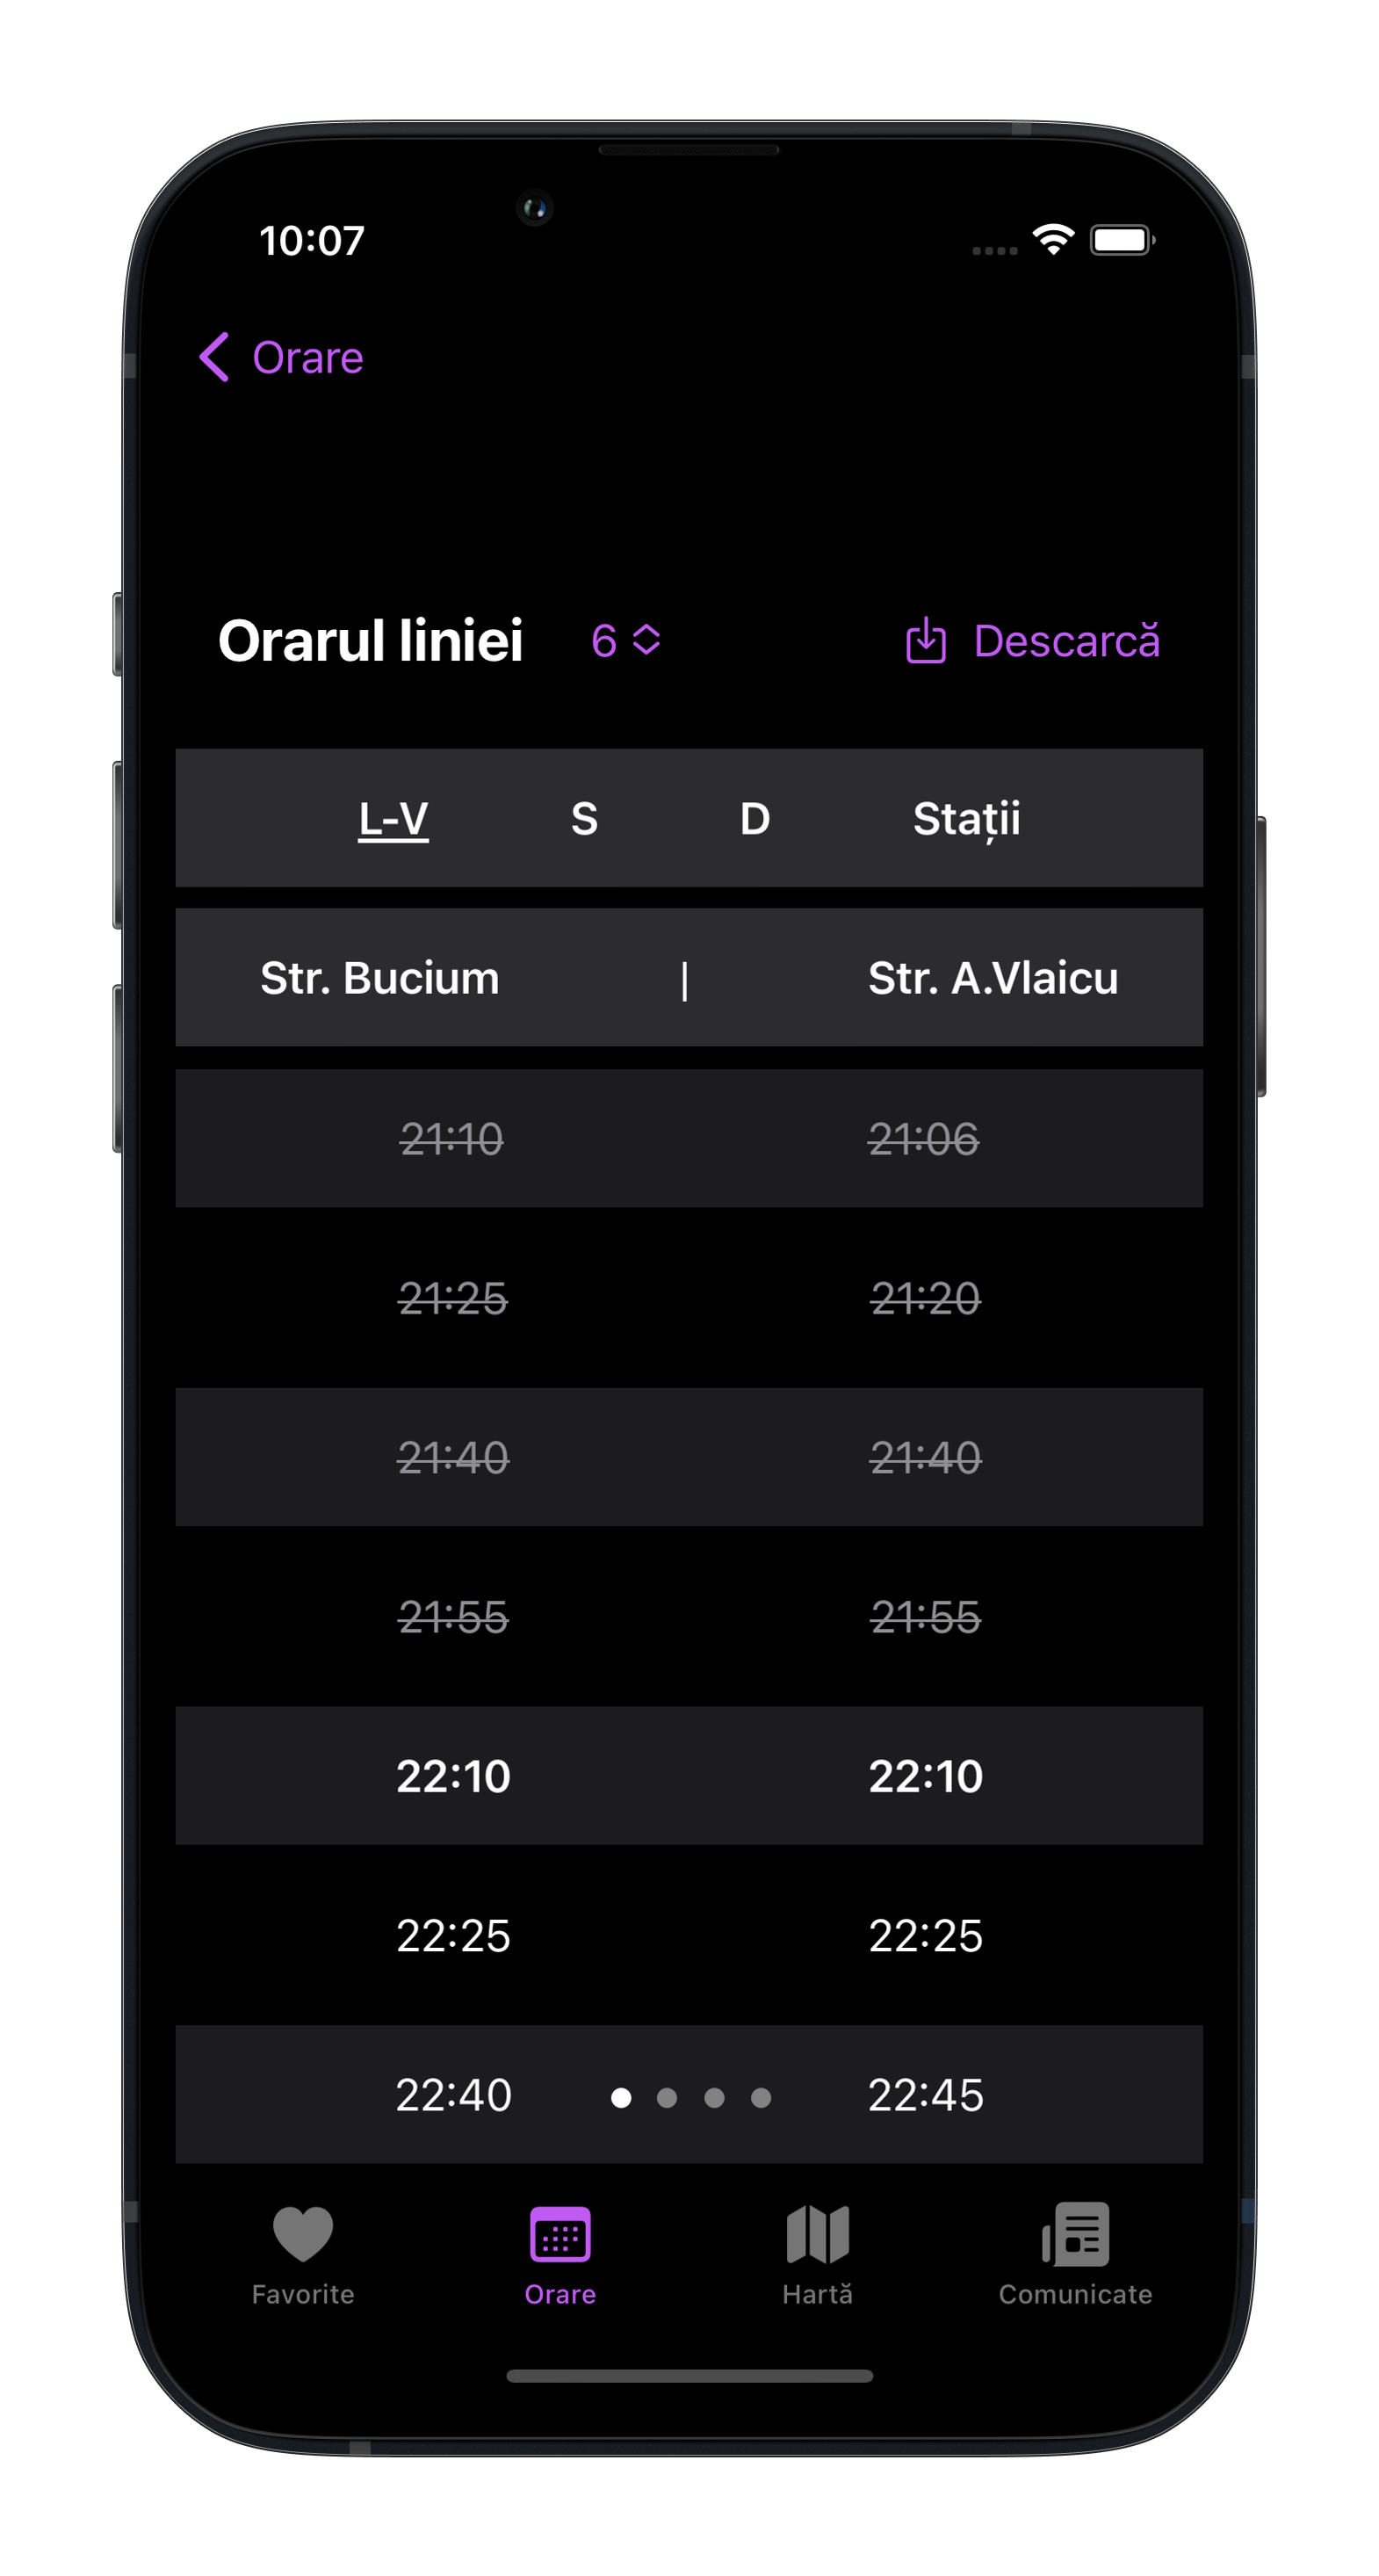 10:07
Orare
Orarul liniei 6 Descarcă
L-V S D Stații
Str. Bucium | Str. A.Vlaicu
21:10 21:06
21:25 21:20
21:40 21:40
21:55 21:55
22:10 22:10
22:25 22:25
22:40 22:45
Favorite Orare Hartă Comunicate